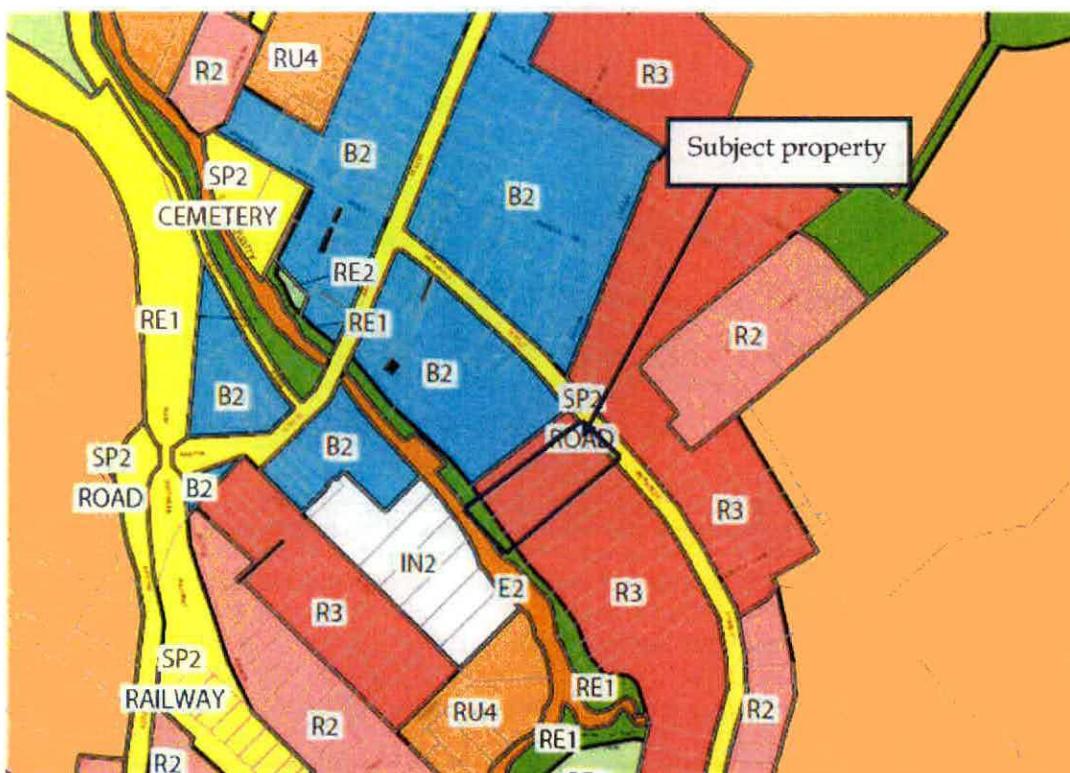 R2
RU4
R3
Subject property
B2
SP2
CEMETERY
B2
RE2
RE1
RE1
R2
B2
B2
SP2
ROAD
B2
SP2
ROAD
B2
R3
IN2
E2
R3
R3
SP2
RAILWAY
RE1
R2
RU4
R2
RE1
R2